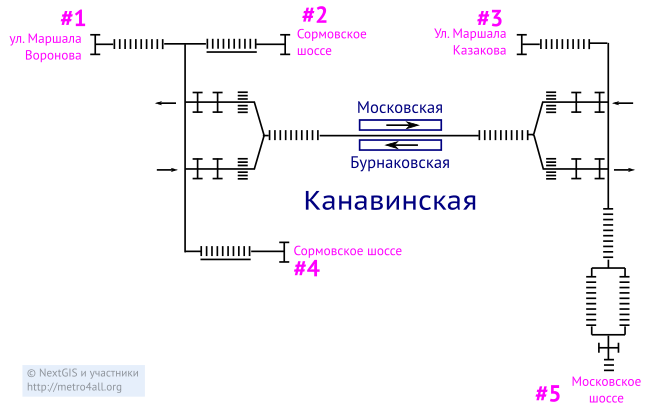 #1
ул. Маршала
Воронова
#2
Сормовское
шоссе
#3
Ул. Маршала
Казакова
Московская
Бурнаковская
Канавинская
Сормовское шоссе
#4
#5
Московское
шоссе
© NextGIS и участники
http://metro4all.org